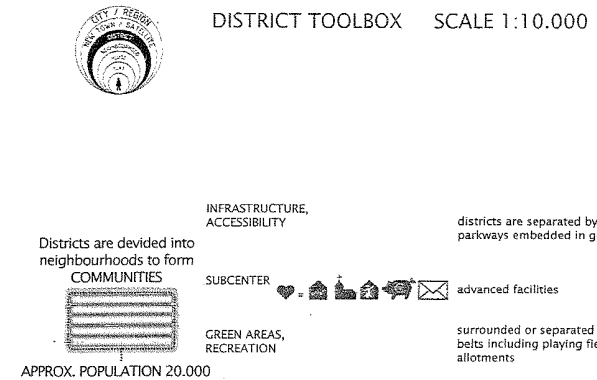 DISTRICT TOOLBOX SCALE 1:10.000
CITY / REGION
NEW TOWN / SATELLITE
DISTRICT
INFRASTRUCTURE,
ACCESSIBILITY
districts are separated by
parkways embedded in g
Districts are devided into
neighbourhoods to form
COMMUNITIES
SUBCENTER
advanced facilities
GREEN AREAS,
RECREATION
surrounded or separated
belts including playing fie
allotments
APPROX. POPULATION 20.000